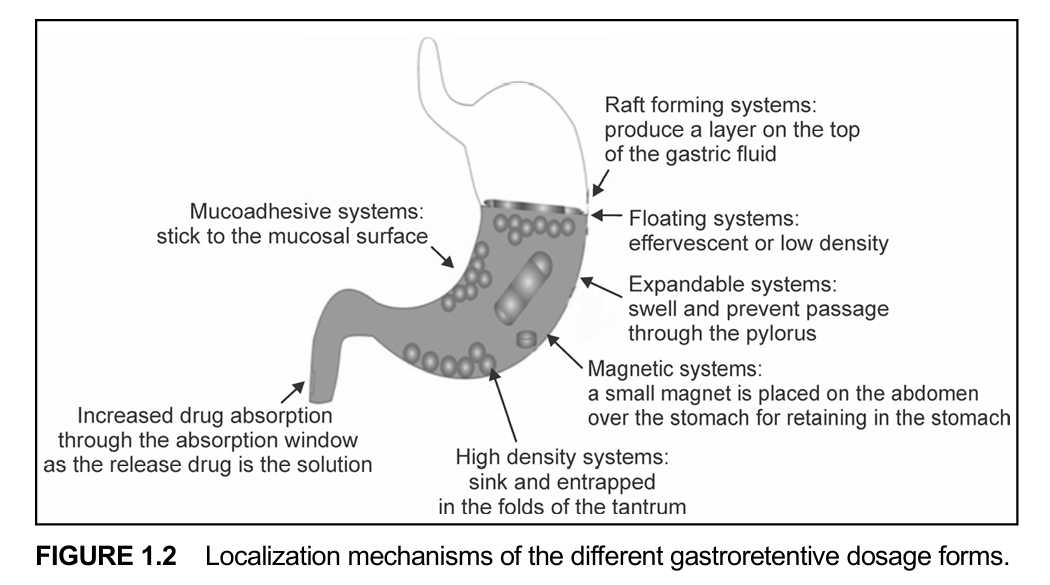 Raft forming systems:
produce a layer on the top
of the gastric fluid
Mucoadhesive systems:
stick to the mucosal surface
Floating systems:
effervescent or low density
Expandable systems:
swell and prevent passage
through the pylorus
Magnetic systems:
a small magnet is placed on the abdomen
over the stomach for retaining in the stomach
Increased drug absorption
through the absorption window
as the release drug is the solution
High density systems:
sink and entrapped
in the folds of the tantrum
FIGURE 1.2 Localization mechanisms of the different gastroretentive dosage forms.